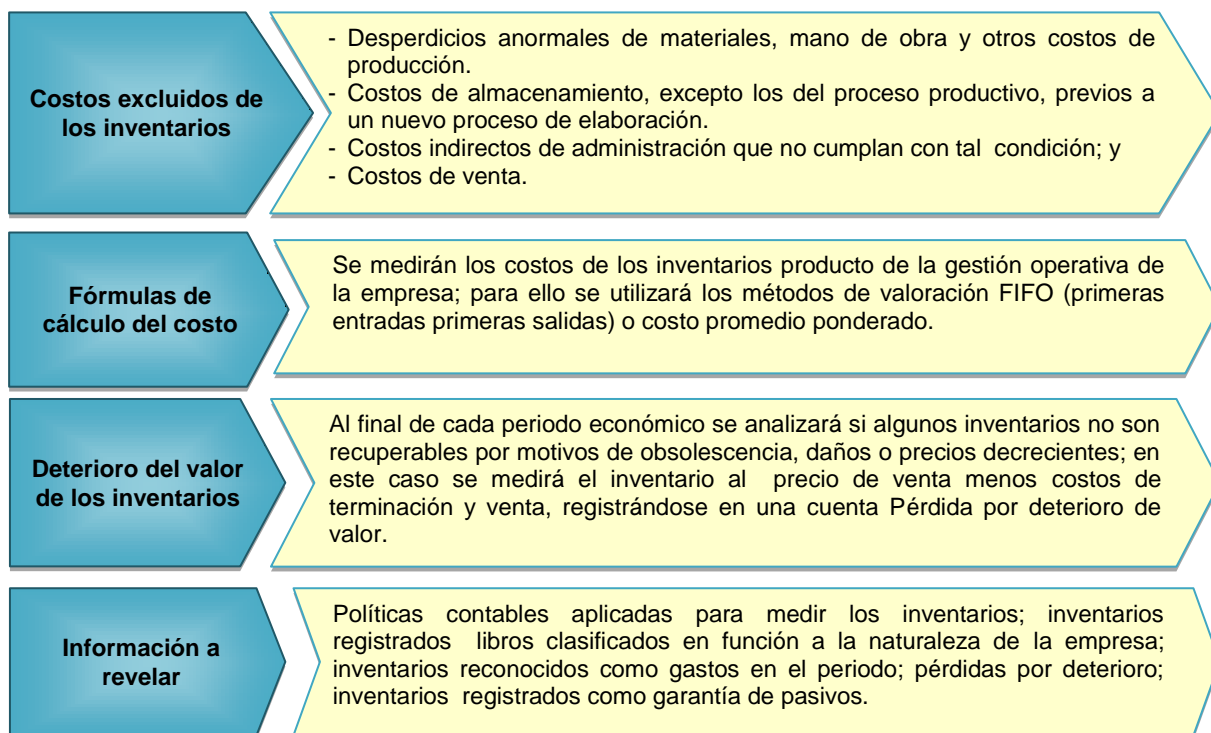 Costos excluidos de
los inventarios
- Desperdicios anormales de materiales, mano de obra y otros costos de
producción.
- Costos de almacenamiento, excepto los del proceso productivo, previos a
un nuevo proceso de elaboración.
- Costos indirectos de administración que no cumplan con tal condición; y
- Costos de venta.
Fórmulas de
cálculo del costo
Se medirán los costos de los inventarios producto de la gestión operativa de
la empresa; para ello se utilizará los métodos de valoración FIFO (primeras
entradas primeras salidas) o costo promedio ponderado.
Deterioro del valor
de los inventarios
Al final de cada periodo económico se analizará si algunos inventarios no son
recuperables por motivos de obsolescencia, daños o precios decrecientes; en
este caso se medirá el inventario al precio de venta menos costos de
terminación y venta, registrándose en una cuenta Pérdida por deterioro de
valor.
Información a
revelar
Políticas contables aplicadas para medir los inventarios; inventarios
registrados libros clasificados en función a la naturaleza de la empresa;
inventarios reconocidos como gastos en el periodo; pérdidas por deterioro;
inventarios registrados como garantía de pasivos.